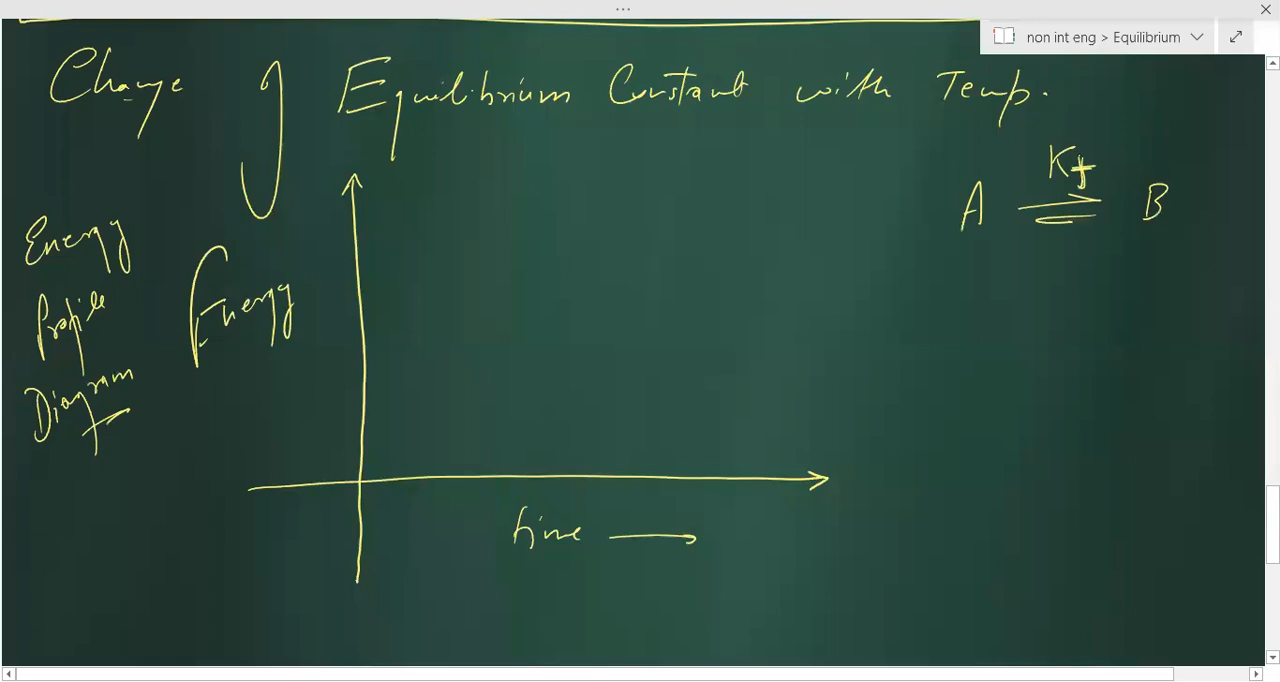 non int eng > Equilibrium
Change of Equilibrium Constant with Temp.
Kf
A ⇌ B
Energy
Profile
Diagram
Energy
time →